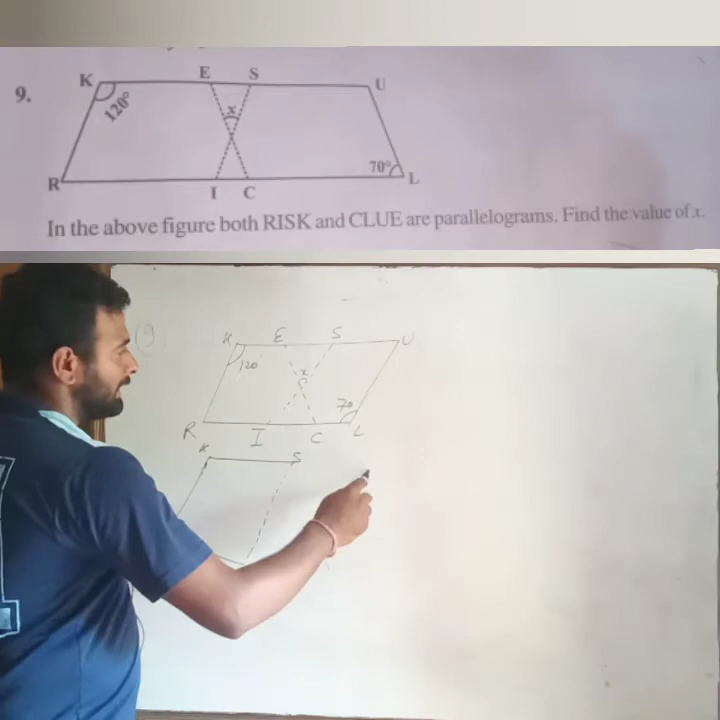 K E S U
9.
120°
x
70°
R I C L
In the above figure both RISK and CLUE are parallelograms. Find the value of x.
9)
K E S U
120°
x
70
R I C L
K S